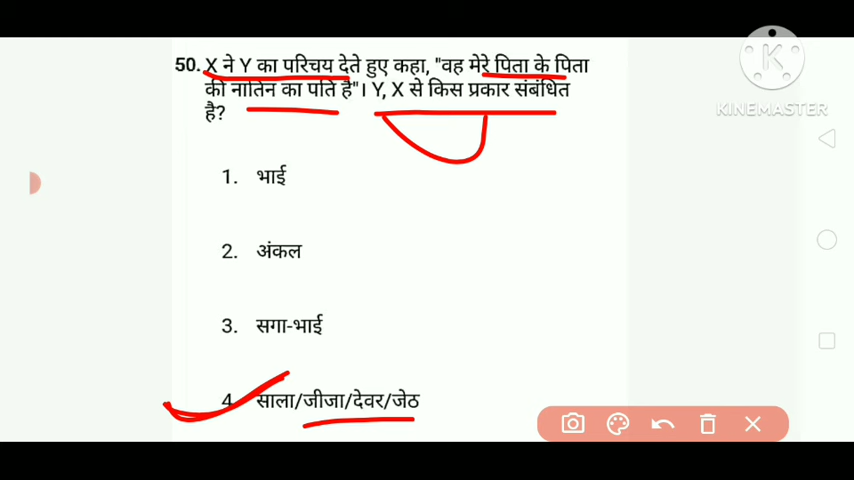 50. X ने Y का परिचय देते हुए कहा, "वह मेरे पिता के पिता
की नातिन का पति है"। Y, X से किस प्रकार संबंधित
है?
1. भाई
2. अंकल
3. सगा-भाई
4. साला/जीजा/देवर/जेठ
K
KINEMASTER